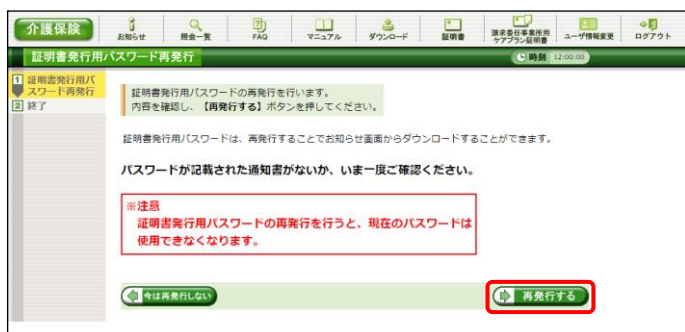 介護保険
お知らせ
照会一覧
FAQ
マニュアル
ダウンロード
証明書
請求委任事業所用
ケアプラン証明書
ユーザ情報変更
ログアウト
証明書発行用パスワード再発行
時刻 12:00:00
1 証明書発行用パ
スワード再発行
2 終了
証明書発行用パスワードの再発行を行います。
内容を確認し、【再発行する】ボタンを押してください。
証明書発行用パスワードは、再発行することでお知らせ画面からダウンロードすることができます。
パスワードが記載された通知書がないか、いま一度ご確認ください。
※注意
証明書発行用パスワードの再発行を行うと、現在のパスワードは
使用できなくなります。
今は再発行しない
再発行する